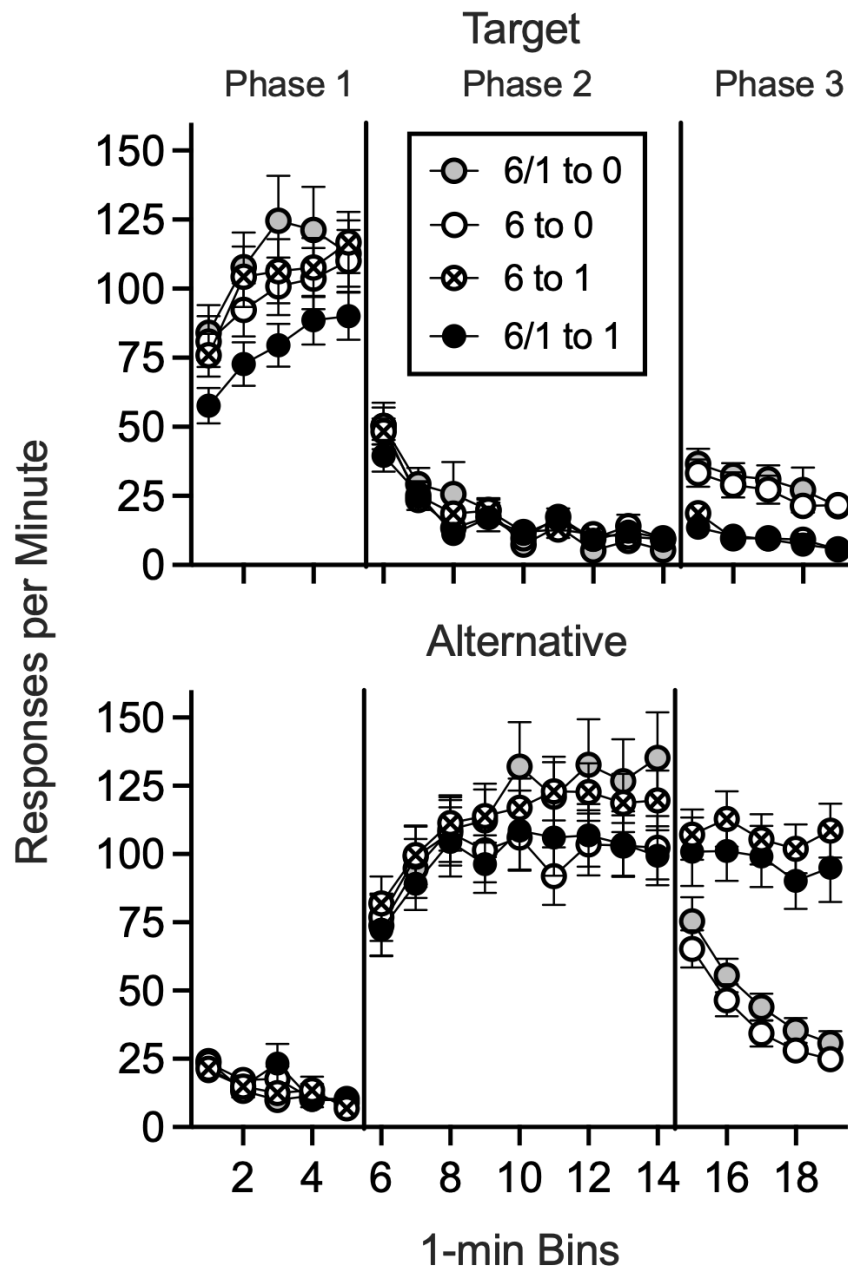 Target
Phase 1 Phase 2 Phase 3
150
125
100
75
50
25
0
6/1 to 0
6 to 0
6 to 1
6/1 to 1
Responses per Minute
Alternative
150
125
100
75
50
25
0
2 4 6 8 10 12 14 16 18
1-min Bins